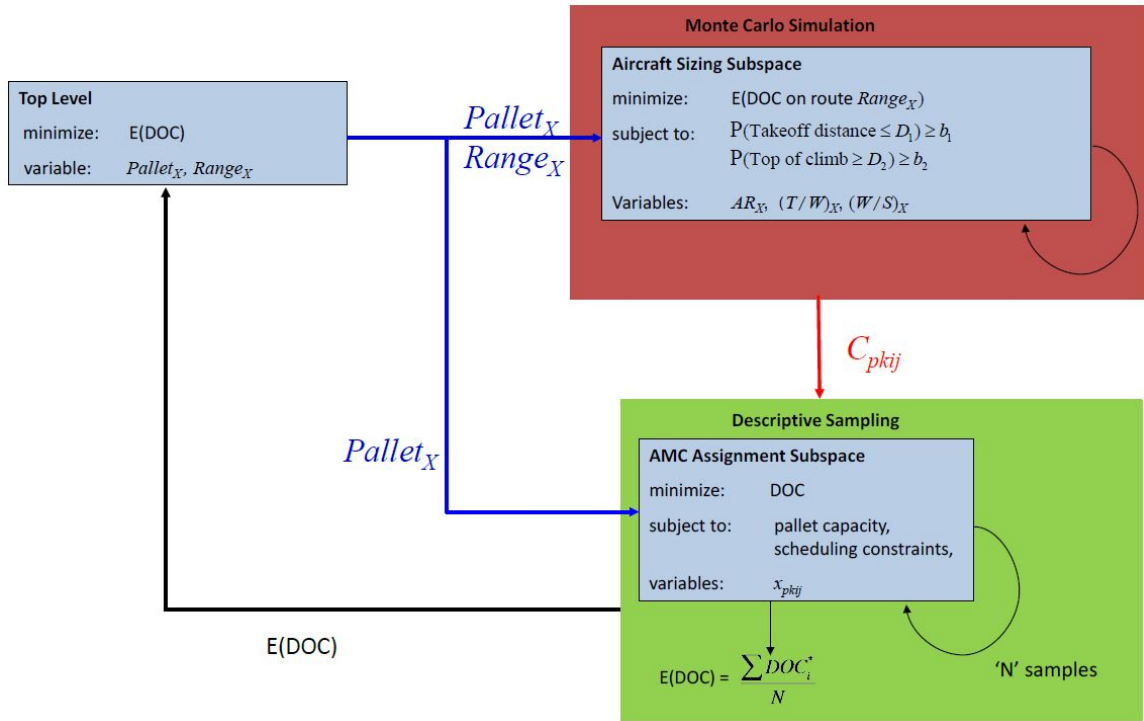 Monte Carlo Simulation
Aircraft Sizing Subspace
minimize: E(DOC on route Range_X)
subject to: P(Takeoff distance ≤ D_1) ≥ b_1
P(Top of climb ≥ D_2) ≥ b_2
Variables: AR_X, (T/W)_X, (W/S)_X
Top Level
minimize: E(DOC)
variable: Pallet_X, Range_X
Pallet_X
Range_X
C_pkij
Pallet_X
Descriptive Sampling
AMC Assignment Subspace
minimize: DOC
subject to: pallet capacity,
scheduling constraints,
variables: x_pkij
E(DOC) = ∑ DOC_i^* / N
'N' samples
E(DOC)